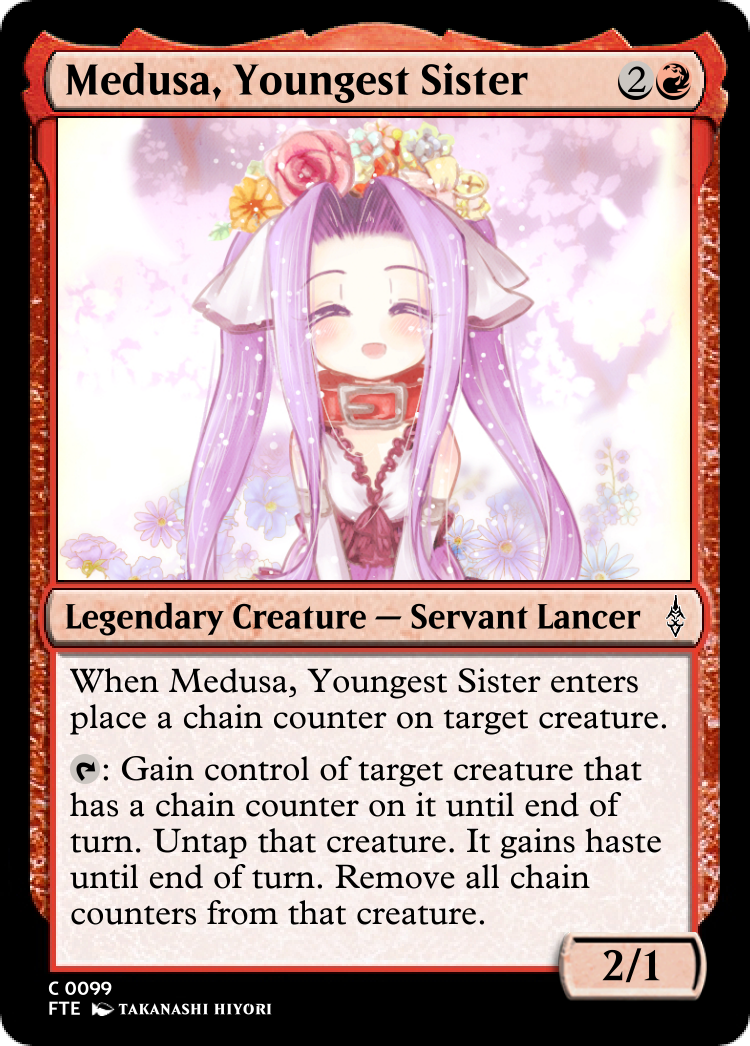 Medusa, Youngest Sister 2
Legendary Creature — Servant Lancer
When Medusa, Youngest Sister enters
place a chain counter on target creature.
: Gain control of target creature that
has a chain counter on it until end of
turn. Untap that creature. It gains haste
until end of turn. Remove all chain
counters from that creature.
2/1
C 0099
FTE TAKANASHI HIYORI